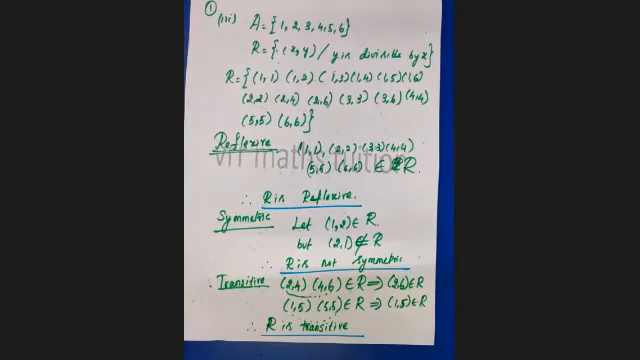 ①
(iii) A = {1, 2, 3, 4, 5, 6}
R = {(x, y) / y is divisible by x}
R = {(1,1) (1,2) (1,3) (1,4) (1,5) (1,6)
(2,2) (2,4) (2,6) (3,3) (3,6) (4,4)
(5,5) (6,6)}
Reflexive (1,1), (2,2) (3,3) (4,4)
VIT maths tuition
(5,5) (6,6) ∈ R.
∴ R is Reflexive.
Symmetric Let (1,2) ∈ R.
but (2,1) ∉ R
∴ R is not symmetric
Transitive (2,4) (4,6) ∈ R ⟹ (2,6) ∈ R
(1,5) (5,5) ∈ R ⟹ (1,5) ∈ R
∴ R is transitive